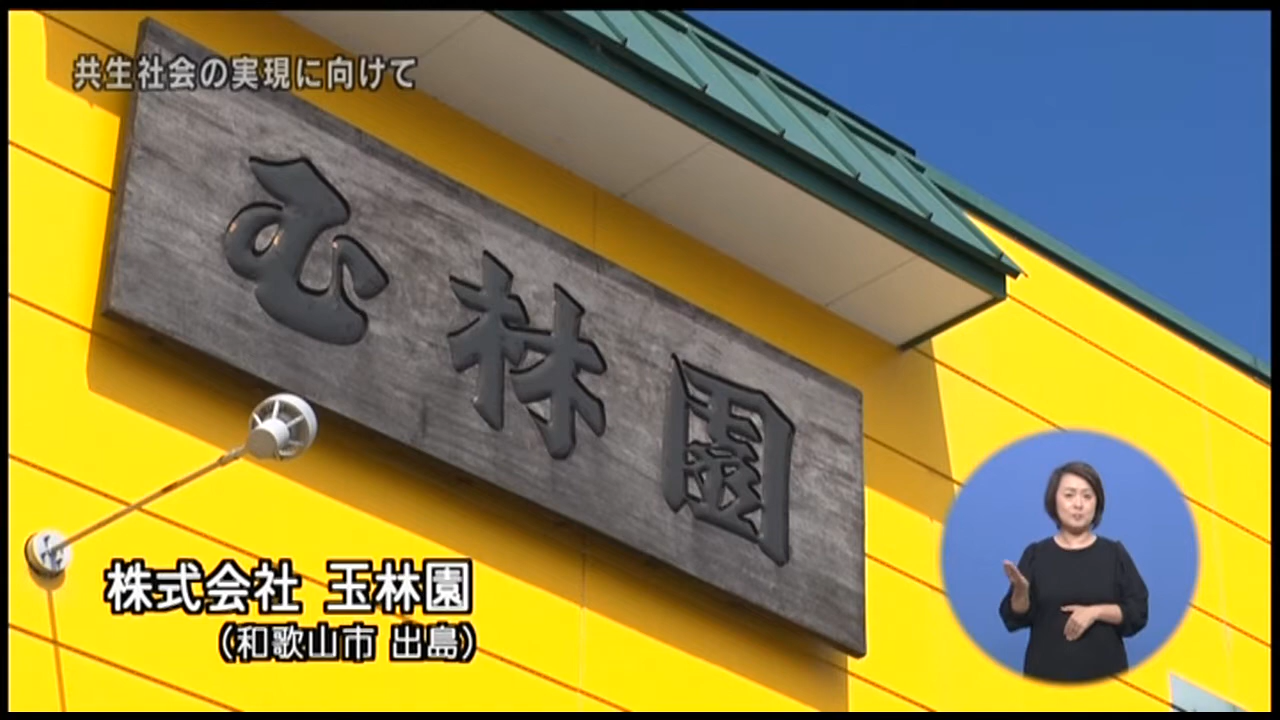 共生社会の実現に向けて
玉林園
株式会社 玉林園
(和歌山市 出島)